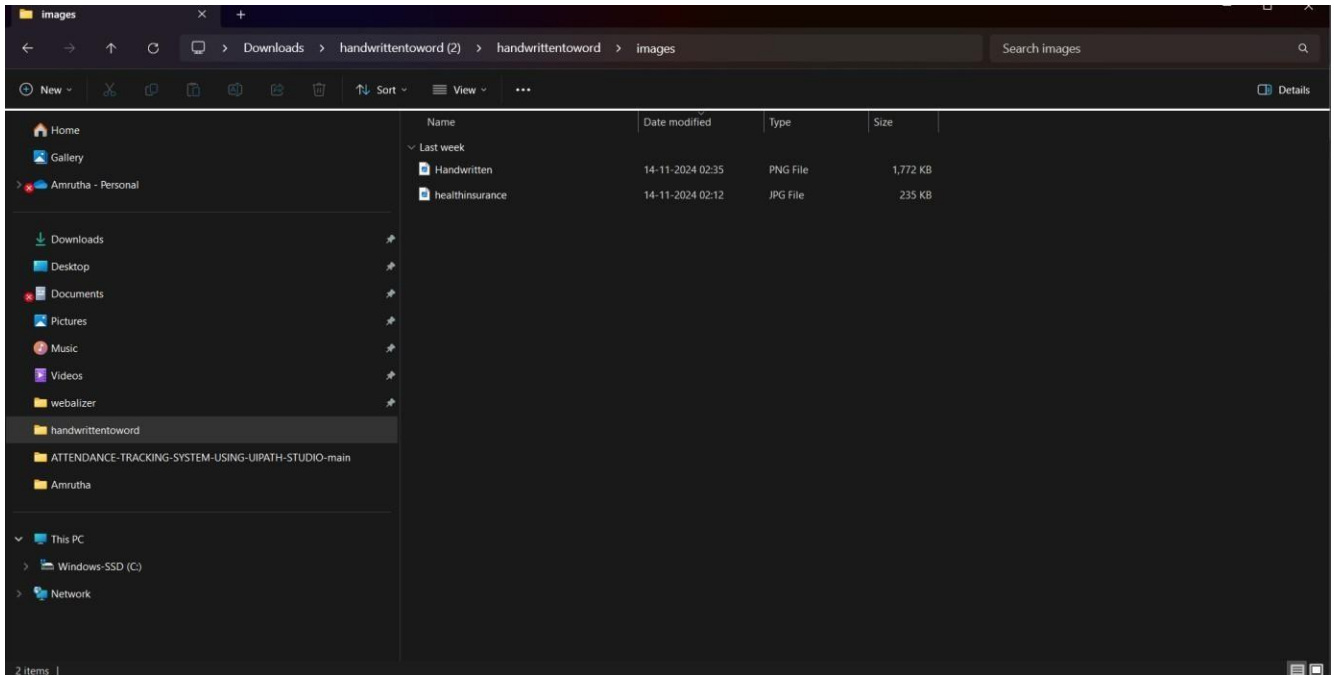 images
Downloads > handwrittentoword (2) > handwrittentoword > images
Search images
New
Sort
View
Details
Home
Gallery
Amrutha - Personal
Downloads
Desktop
Documents
Pictures
Music
Videos
webalizer
handwrittentoword
ATTENDANCE-TRACKING-SYSTEM-USING-UIPATH-STUDIO-main
Amrutha
This PC
Windows-SSD (C:)
Network
Name Date modified Type Size
Last week
Handwritten 14-11-2024 02:35 PNG File 1,772 KB
healthinsurance 14-11-2024 02:12 JPG File 235 KB
2 items